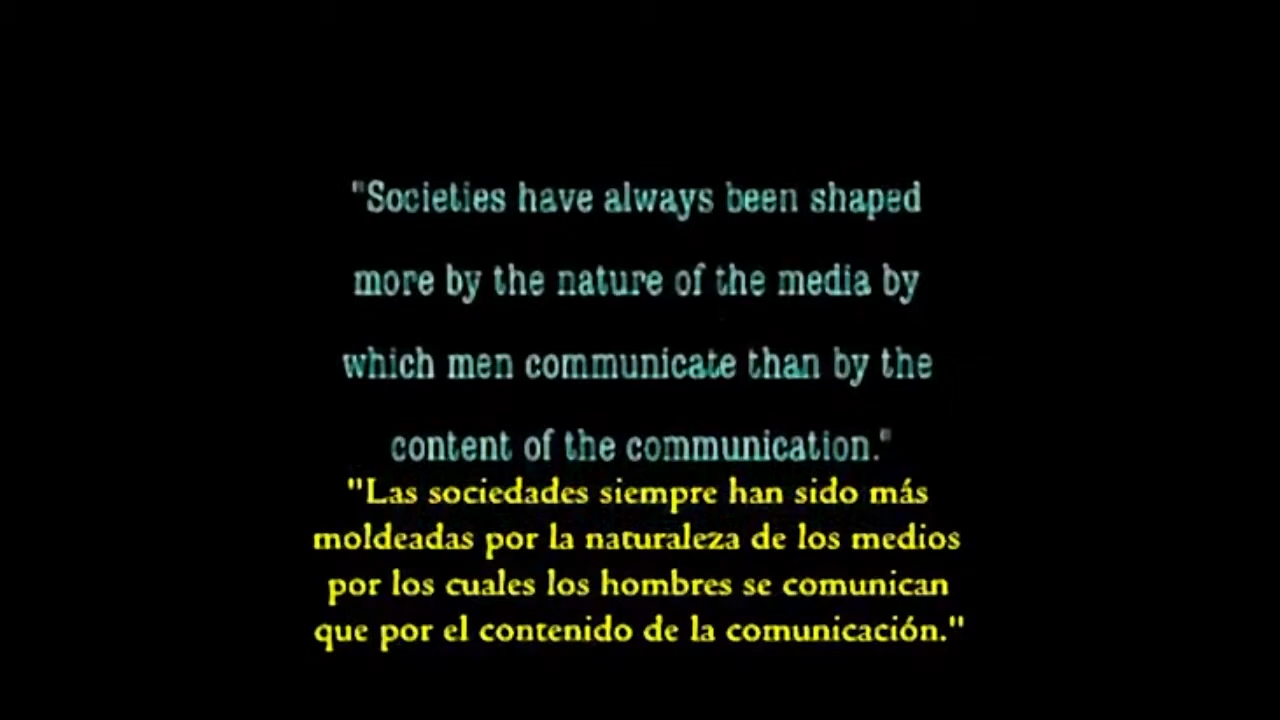 "Societies have always been shaped
more by the nature of the media by
which men communicate than by the
content of the communication."
"Las sociedades siempre han sido más
moldeadas por la naturaleza de los medios
por los cuales los hombres se comunican
que por el contenido de la comunicación."